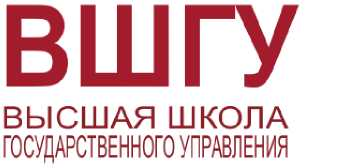 ВШГУ
ВЫСШАЯ ШКОЛА
ГОСУДАРСТВЕННОГО УПРАВЛЕНИЯ